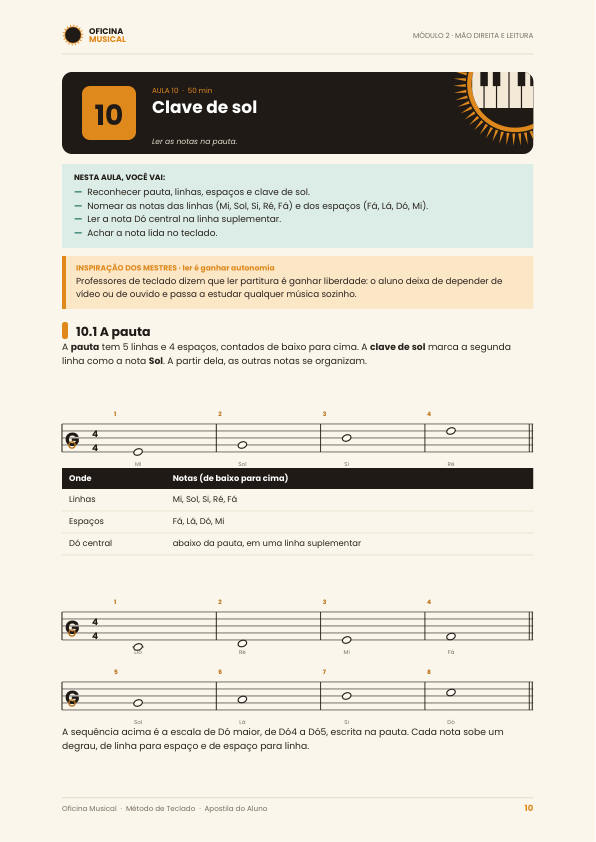 OFICINA
MUSICAL
MÓDULO 2 · MÃO DIREITA E LEITURA
10
AULA 10 · 50 min
Clave de sol
Ler as notas na pauta.
NESTA AULA, VOCÊ VAI:
— Reconhecer pauta, linhas, espaços e clave de sol.
— Nomear as notas das linhas (Mi, Sol, Si, Ré, Fá) e dos espaços (Fá, Lá, Dó, Mi).
— Ler a nota Dó central na linha suplementar.
— Achar a nota lida no teclado.
INSPIRAÇÃO DOS MESTRES · ler é ganhar autonomia
Professores de teclado dizem que ler partitura é ganhar liberdade: o aluno deixa de depender de
vídeo ou de ouvido e passa a estudar qualquer música sozinho.
10.1 A pauta
A pauta tem 5 linhas e 4 espaços, contados de baixo para cima. A clave de sol marca a segunda
linha como a nota Sol. A partir dela, as outras notas se organizam.
1 2 3 4
G 4 4
Mi Sol Si Ré
Onde Notas (de baixo para cima)
Linhas Mi, Sol, Si, Ré, Fá
Espaços Fá, Lá, Dó, Mi
Dó central abaixo da pauta, em uma linha suplementar
1 2 3 4
G 4 4
Dó Ré Mi Fá
5 6 7 8
G
Sol Lá Si Dó
A sequência acima é a escala de Dó maior, de Dó4 a Dó5, escrita na pauta. Cada nota sobe um
degrau, de linha para espaço e de espaço para linha.
Oficina Musical · Método de Teclado · Apostila do Aluno
10